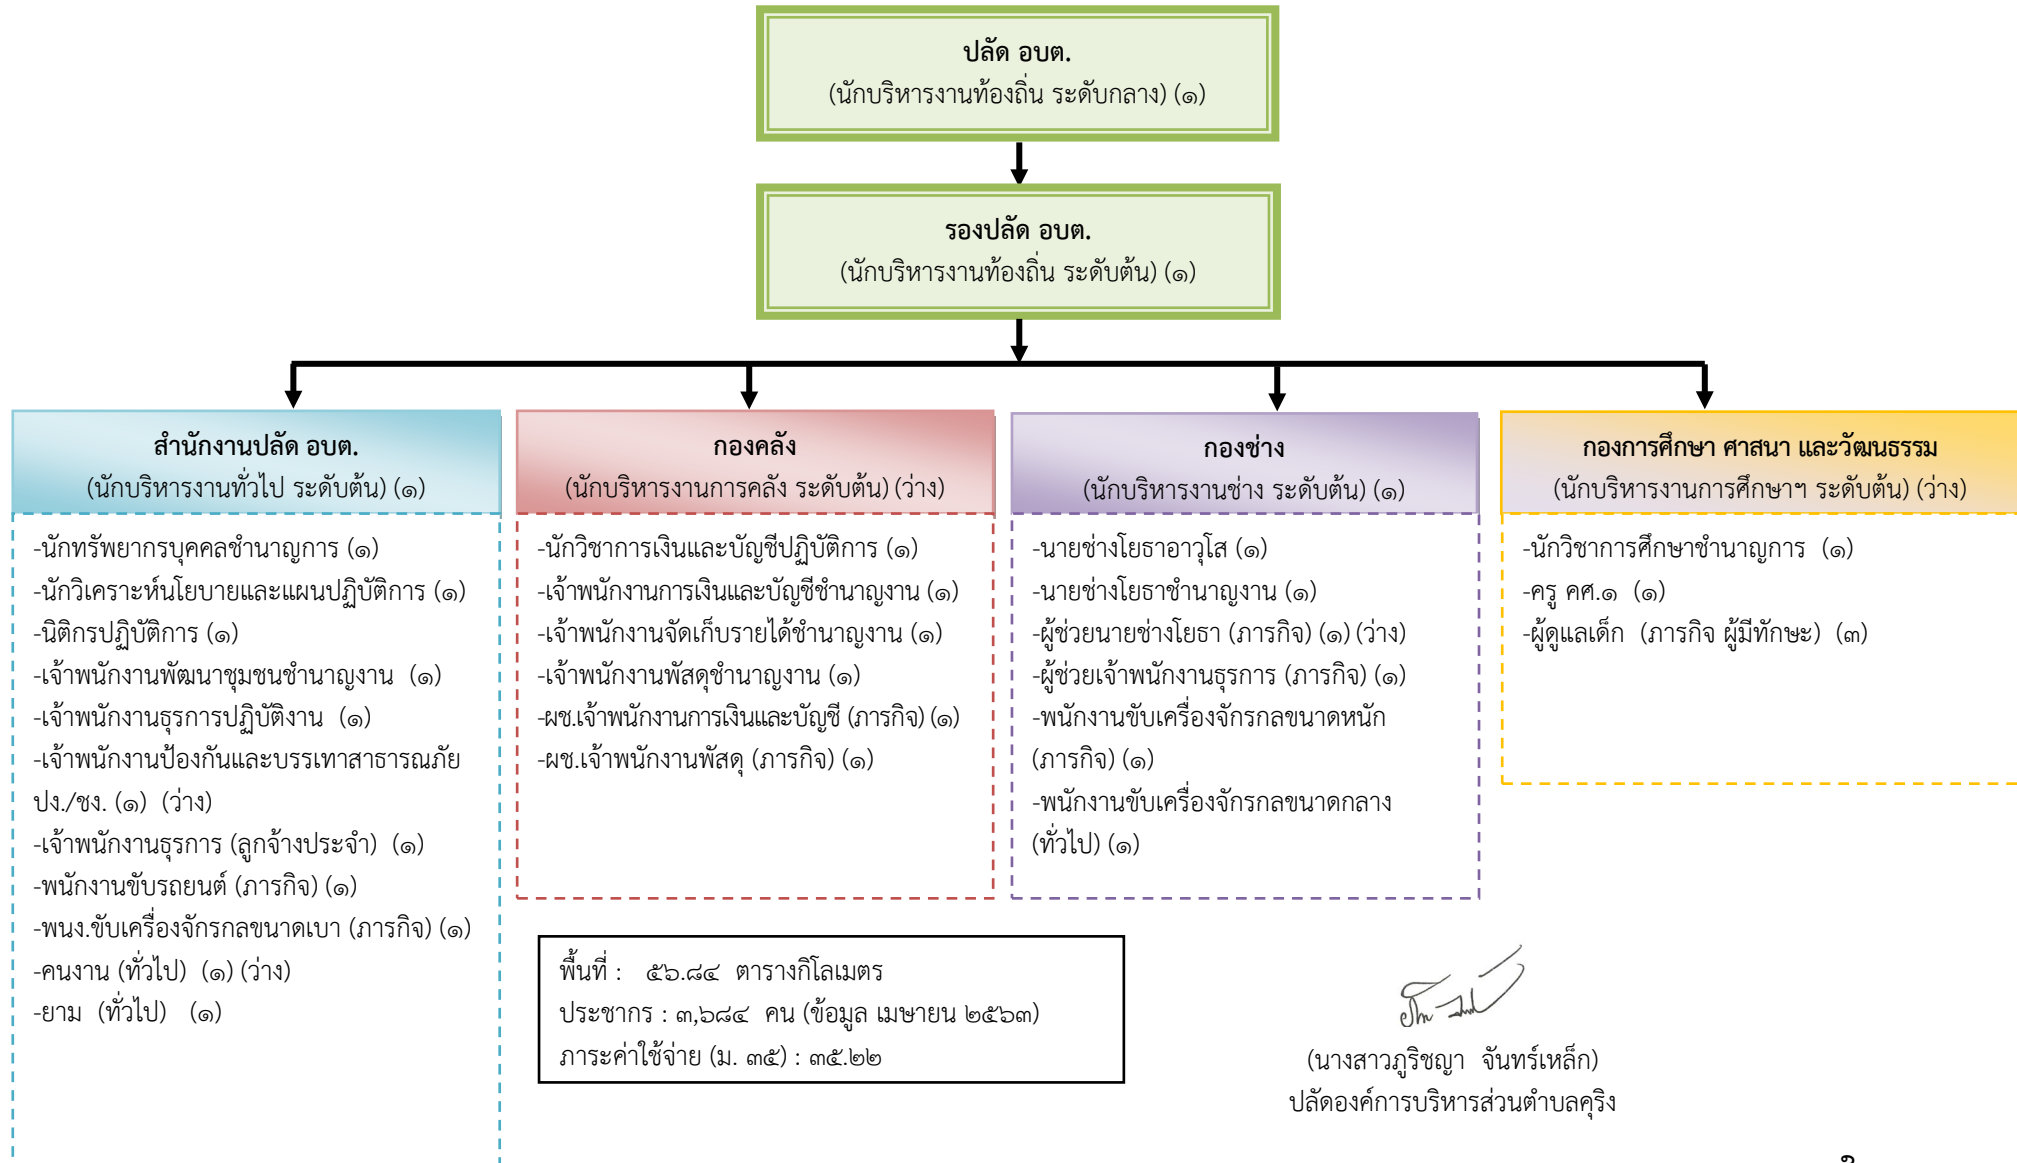 ปลัด อบต.
(นักบริหารงานท้องถิ่น ระดับกลาง) (๑)
รองปลัด อบต.
(นักบริหารงานท้องถิ่น ระดับต้น) (๑)
สำนักงานปลัด อบต.
(นักบริหารงานทั่วไป ระดับต้น) (๑)
-นักทรัพยากรบุคคลชำนาญการ (๑)
-นักวิเคราะห์นโยบายและแผนปฏิบัติการ (๑)
-นิติกรปฏิบัติการ (๑)
-เจ้าพนักงานพัฒนาชุมชนชำนาญงาน (๑)
-เจ้าพนักงานธุรการปฏิบัติงาน (๑)
-เจ้าพนักงานป้องกันและบรรเทาสาธารณภัย
ปง./ชง. (๑) (ว่าง)
-เจ้าพนักงานธุรการ (ลูกจ้างประจำ) (๑)
-พนักงานขับรถยนต์ (ภารกิจ) (๑)
-พนง.ขับเครื่องจักรกลขนาดเบา (ภารกิจ) (๑)
-คนงาน (ทั่วไป) (๑) (ว่าง)
-ยาม (ทั่วไป) (๑)
กองคลัง
(นักบริหารงานการคลัง ระดับต้น) (ว่าง)
-นักวิชาการเงินและบัญชีปฏิบัติการ (๑)
-เจ้าพนักงานการเงินและบัญชีชำนาญงาน (๑)
-เจ้าพนักงานจัดเก็บรายได้ชำนาญงาน (๑)
-เจ้าพนักงานพัสดุชำนาญงาน (๑)
-ผช.เจ้าพนักงานการเงินและบัญชี (ภารกิจ) (๑)
-ผช.เจ้าพนักงานพัสดุ (ภารกิจ) (๑)
กองช่าง
(นักบริหารงานช่าง ระดับต้น) (๑)
-นายช่างโยธาอาวุโส (๑)
-นายช่างโยธาชำนาญงาน (๑)
-ผู้ช่วยนายช่างโยธา (ภารกิจ) (๑) (ว่าง)
-ผู้ช่วยเจ้าพนักงานธุรการ (ภารกิจ) (๑)
-พนักงานขับเครื่องจักรกลขนาดหนัก
(ภารกิจ) (๑)
-พนักงานขับเครื่องจักรกลขนาดกลาง
(ทั่วไป) (๑)
กองการศึกษา ศาสนา และวัฒนธรรม
(นักบริหารงานการศึกษาฯ ระดับต้น) (ว่าง)
-นักวิชาการศึกษาชำนาญการ (๑)
-ครู คศ.๑ (๑)
-ผู้ดูแลเด็ก (ภารกิจ ผู้มีทักษะ) (๓)
พื้นที่ : ๕๖.๘๔ ตารางกิโลเมตร
ประชากร : ๓,๖๘๔ คน (ข้อมูล เมษายน ๒๕๖๓)
ภาระค่าใช้จ่าย (ม. ๓๕) : ๓๕.๒๒
(นางสาวภูริชญา จันทร์เหล็ก)
ปลัดองค์การบริหารส่วนตำบลคุริง